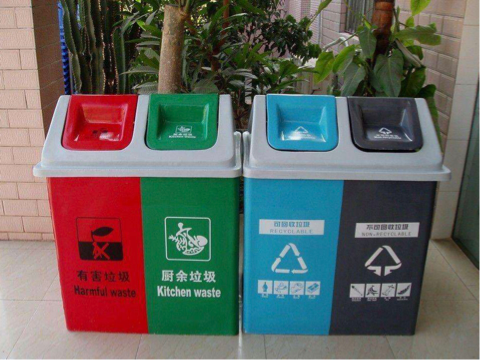 有害垃圾
Harmful waste
厨余垃圾
Kitchen waste
可回收垃圾
RECYCLABLE
不可回收垃圾
NON-RECYCLABLE